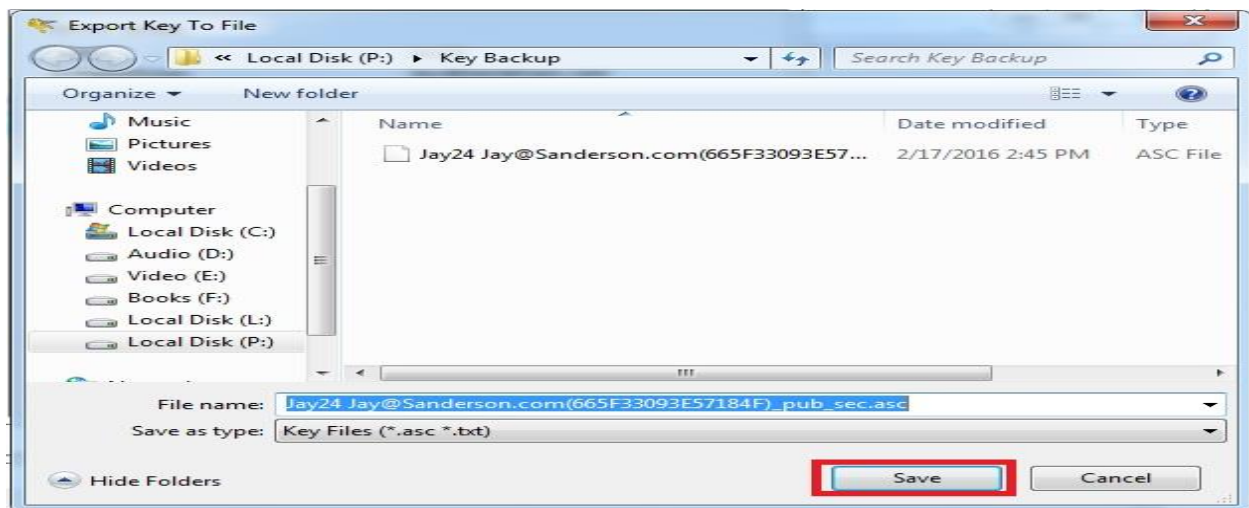 Export Key To File
« Local Disk (P:) ▸ Key Backup
Search Key Backup
Organize
New folder
Name
Date modified
Type
Music
Pictures
Videos
Jay24 Jay@Sanderson.com(665F33093E57...
2/17/2016 2:45 PM
ASC File
Computer
Local Disk (C:)
Audio (D:)
Video (E:)
Books (F:)
Local Disk (L:)
Local Disk (P:)
File name:
Jay24 Jay@Sanderson.com(665F33093E57184F)_pub_sec.asc
Save as type:
Key Files (*.asc *.txt)
Hide Folders
Save
Cancel